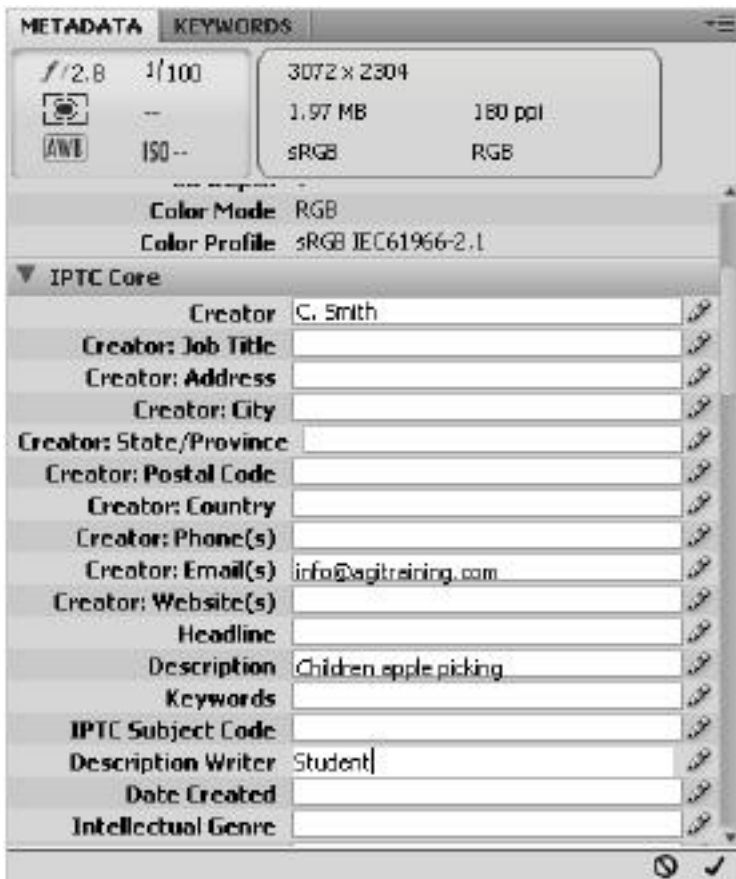 METADATA KEYWORDS
f/2.8 1/100
--
AWB ISO --
3072 x 2304
1.97 MB 180 ppi
sRGB RGB
Color Mode RGB
Color Profile sRGB IEC61966-2.1
IPTC Core
Creator C. Smith
Creator: Job Title
Creator: Address
Creator: City
Creator: State/Province
Creator: Postal Code
Creator: Country
Creator: Phone(s)
Creator: Email(s) info@agitraining.com
Creator: Website(s)
Headline
Description Children apple picking
Keywords
IPTC Subject Code
Description Writer Student
Date Created
Intellectual Genre